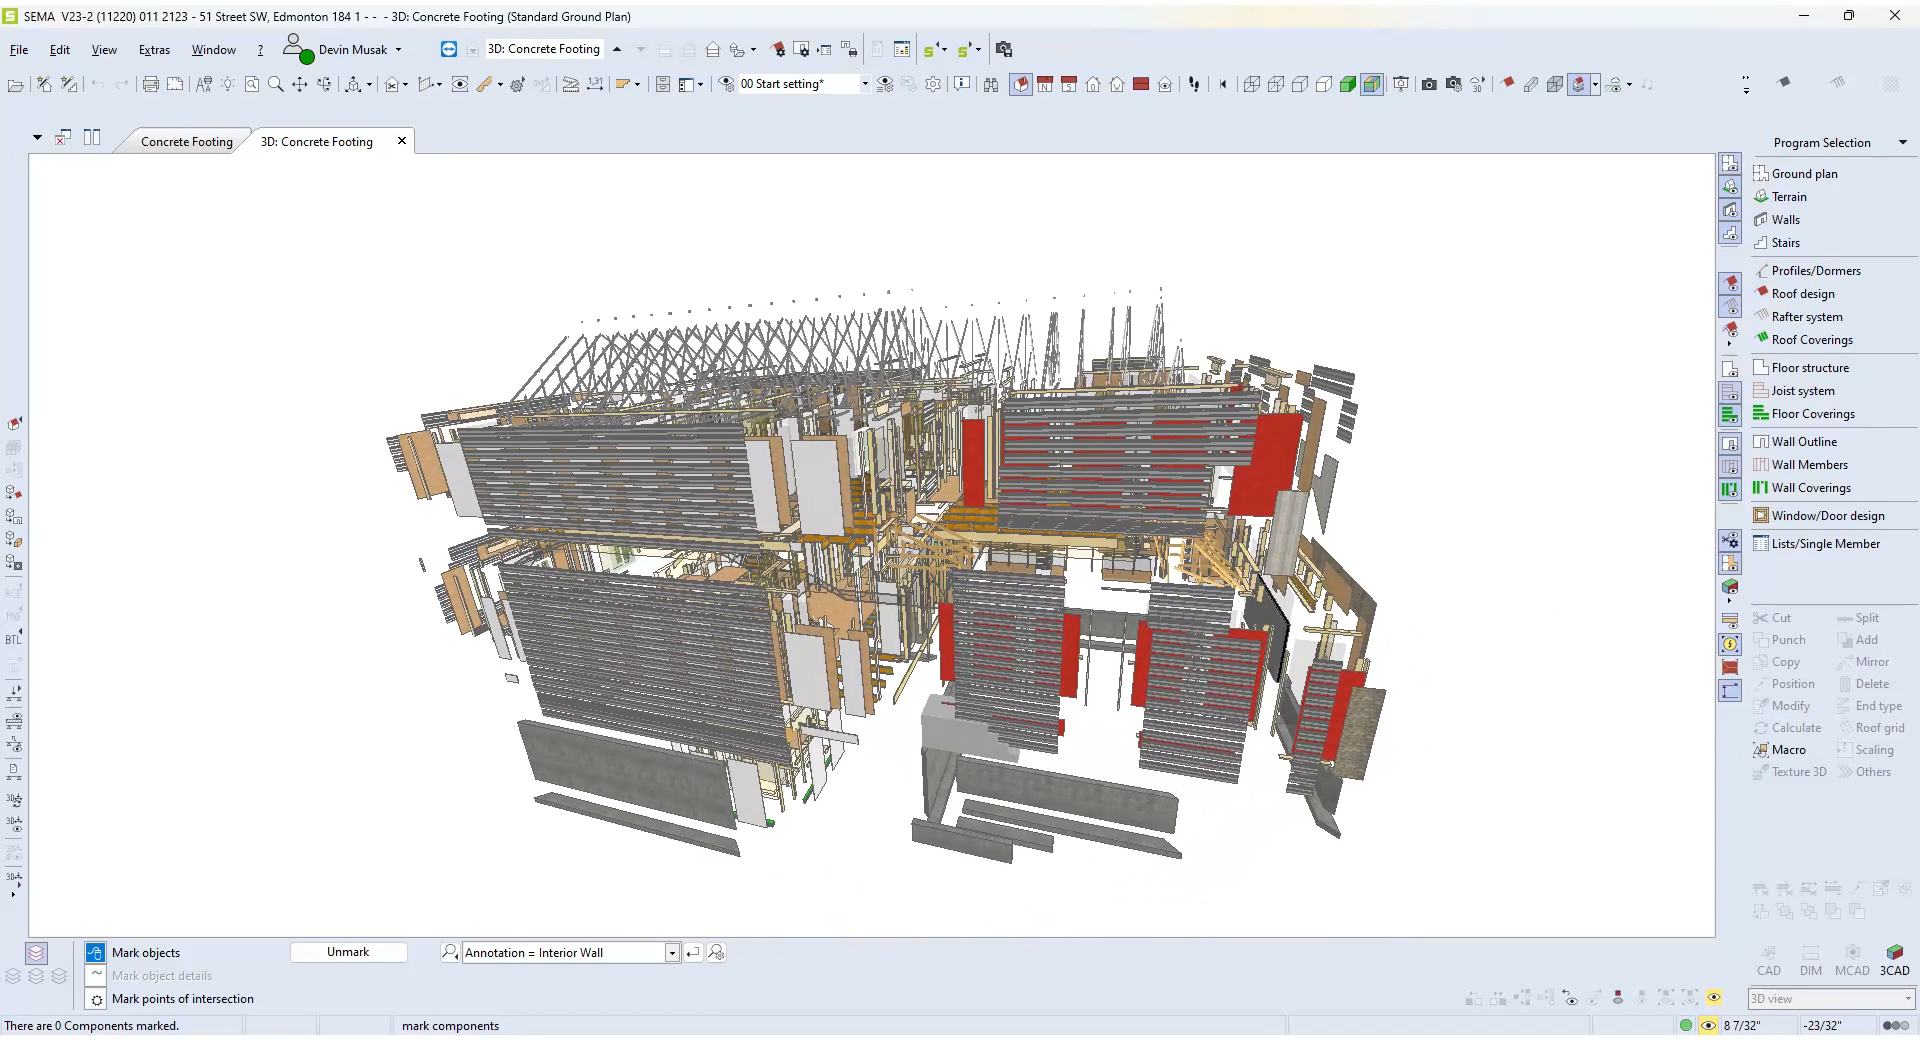 SEMA V23-2 (11220) 011 2123 - 51 Street SW, Edmonton 184 1 - - - 3D: Concrete Footing (Standard Ground Plan)
File Edit View Extras Window ? Devin Musak 3D: Concrete Footing
00 Start setting*
Concrete Footing
3D: Concrete Footing
Program Selection
Ground plan
Terrain
Walls
Stairs
Profiles/Dormers
Roof design
Rafter system
Roof Coverings
Floor structure
Joist system
Floor Coverings
Wall Outline
Wall Members
Wall Coverings
Window/Door design
Lists/Single Member
Cut Split
Punch Add
Copy Mirror
Position Delete
Modify End type
Calculate Roof grid
Macro Scaling
Texture 3D Others
BTL
Mark objects Unmark Annotation = Interior Wall
Mark object details
Mark points of intersection
CAD DIM MCAD 3CAD
3D view
There are 0 Components marked. mark components 8 7/32" -23/32"